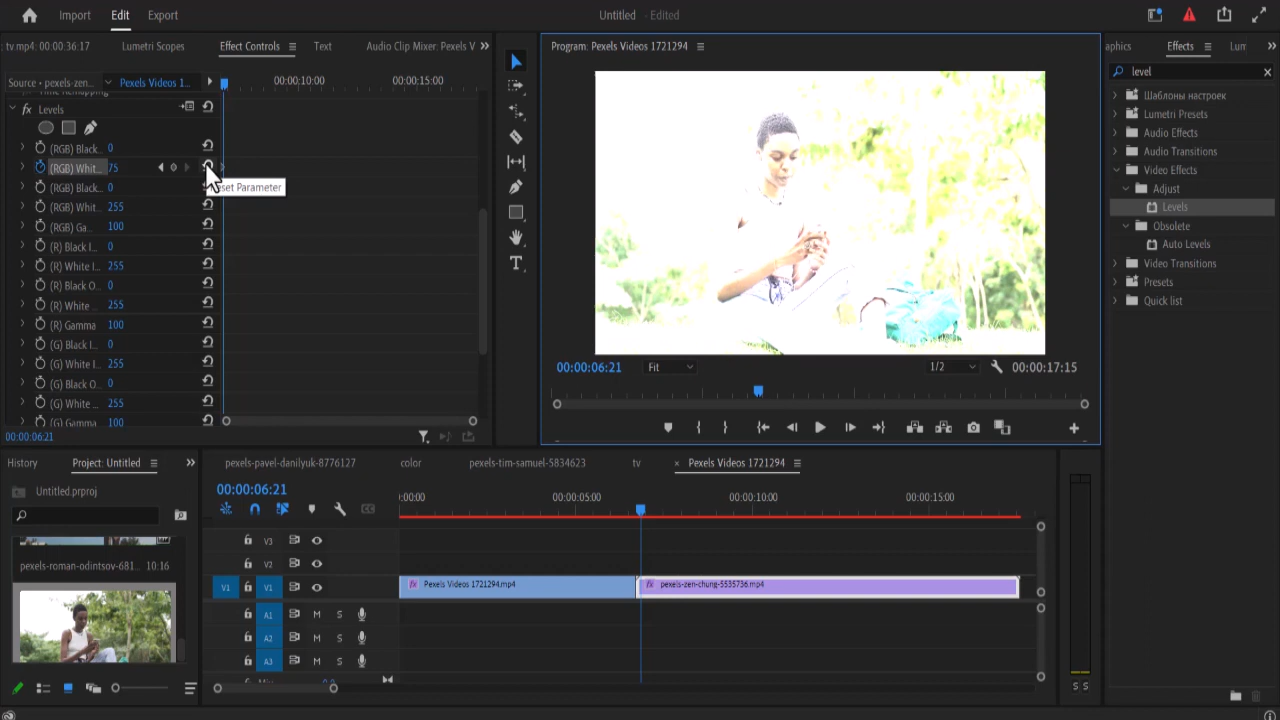 Import Edit Export
Untitled - Edited
tv.mp4: 00:00:36:17 Lumetri Scopes Effect Controls Text Audio Clip Mixer: Pexels V
Source • pexels-zen... Pexels Videos 1... 00:00:10:00 00:00:15:00
Time Remapping
fx Levels
(RGB) Black... 0
(RGB) Whit... 75
(RGB) Black... 0
eset Parameter
(RGB) Whit... 255
(RGB) Ga... 100
(R) Black I... 0
(R) White I... 255
(R) Black O... 0
(R) White ... 255
(R) Gamma 100
(G) Black I... 0
(G) White I... 255
(G) Black O... 0
(G) White ... 255
(G) Gamma 100
00:00:06:21
T
Program: Pexels Videos 1721294
00:00:06:21 Fit 1/2 00:00:17:15
aphics Effects Lum
level
Шаблоны настроек
Lumetri Presets
Audio Effects
Audio Transitions
Video Effects
Adjust
Levels
Obsolete
Auto Levels
Video Transitions
Presets
Quick list
History Project: Untitled
Untitled.prproj
pexels-roman-odintsov-681... 10:16
pexels-pavel-danilyuk-8776127 color pexels-tim-samuel-5834623 tv × Pexels Videos 1721294
00:00:06:21
:00:00 00:00:05:00 00:00:10:00 00:00:15:00
V3
V2
V1 V1 fx Pexels Videos 1721294.mp4 fx pexels-zen-chung-5535736.mp4
A1 M S
A2 M S
A3 M S
Mix 0.0
S S